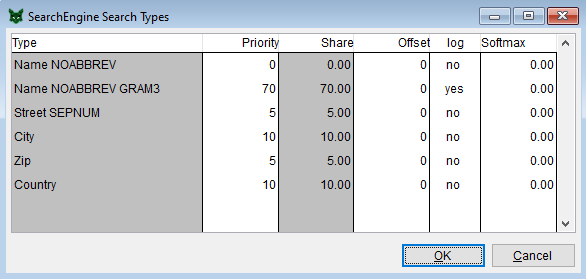 SearchEngine Search Types
Type Priority Share Offset log Softmax
Name NOABBREV 0 0.00 0 no 0.00
Name NOABBREV GRAM3 70 70.00 0 yes 0.00
Street SEPNUM 5 5.00 0 no 0.00
City 10 10.00 0 no 0.00
Zip 5 5.00 0 no 0.00
Country 10 10.00 0 no 0.00
OK Cancel